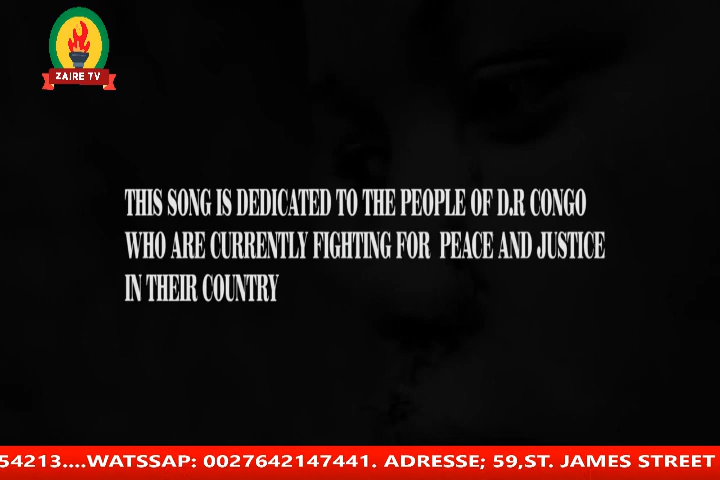 ZAIRE TV
THIS SONG IS DEDICATED TO THE PEOPLE OF D.R CONGO
WHO ARE CURRENTLY FIGHTING FOR PEACE AND JUSTICE
IN THEIR COUNTRY
54213....WATSSAP: 0027642147441. ADRESSE; 59,ST. JAMES STREET